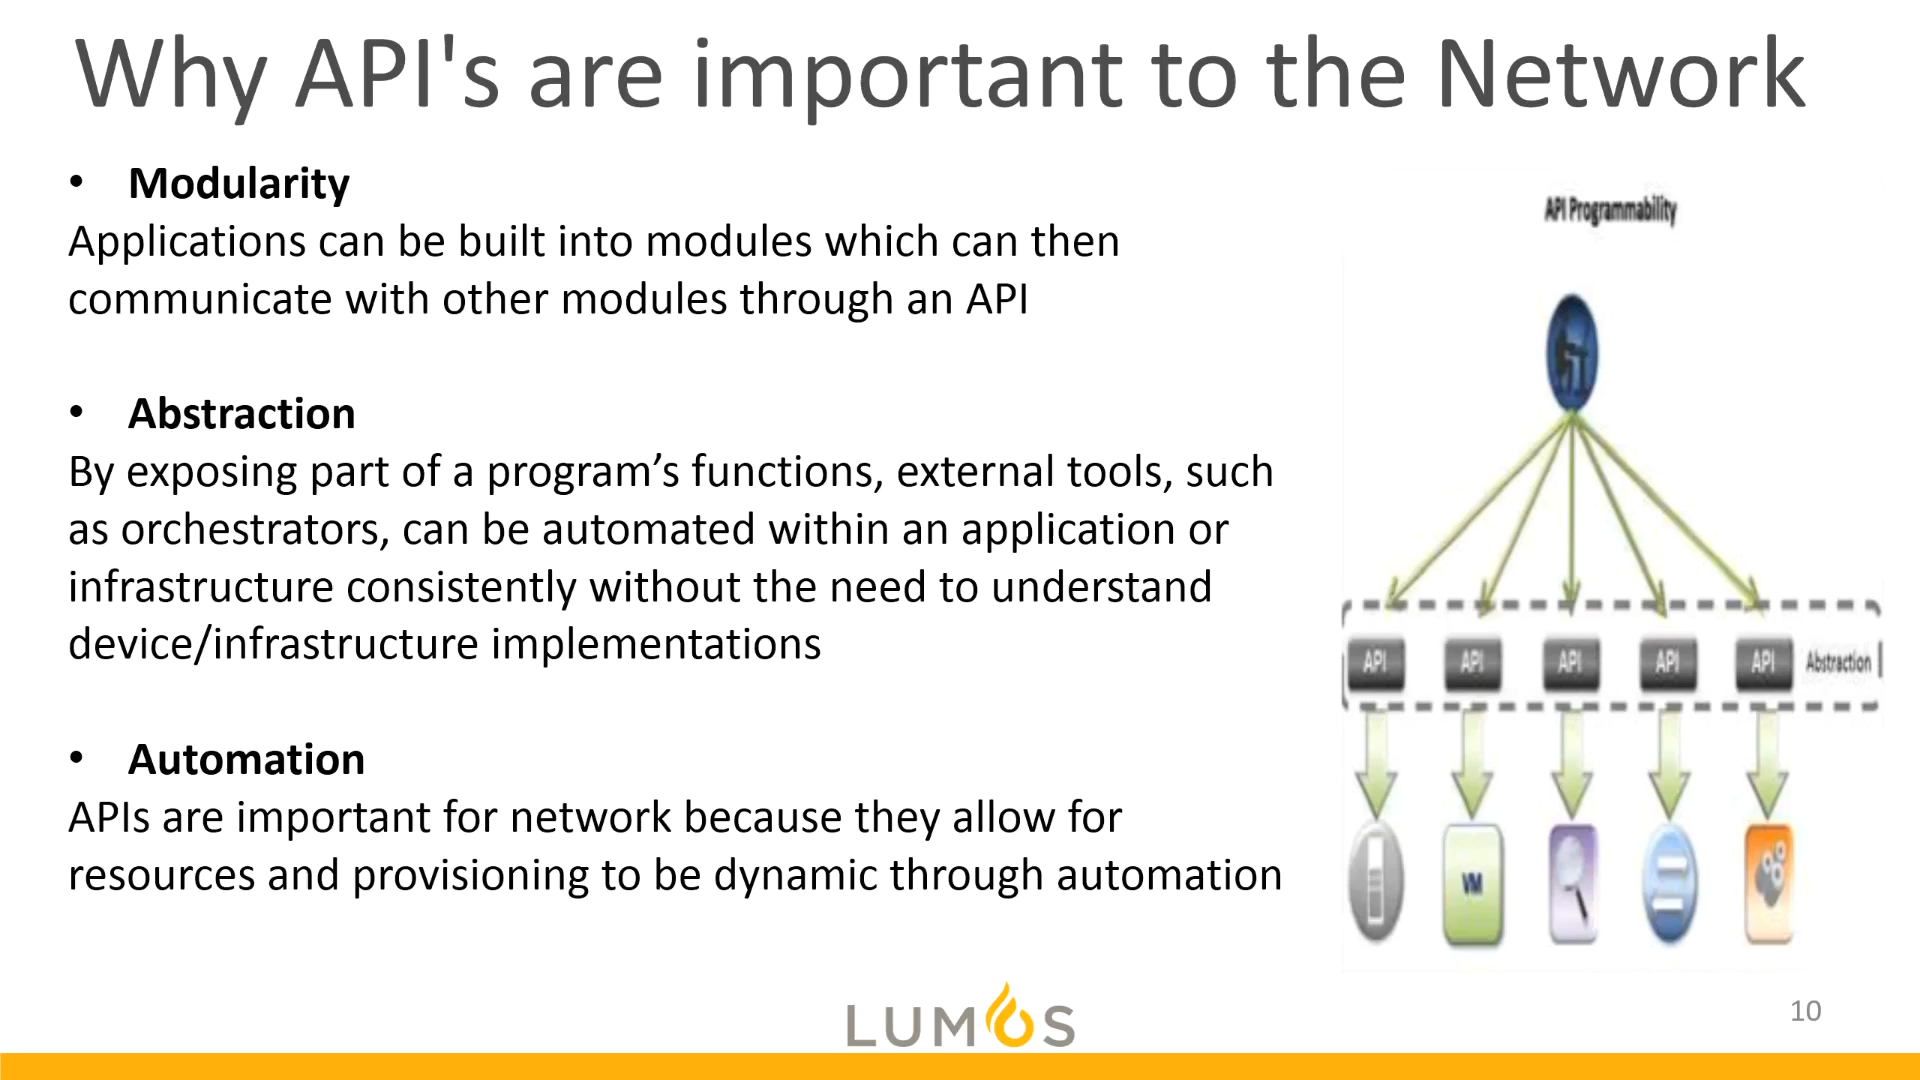 Why API's are important to the Network
• Modularity
Applications can be built into modules which can then
communicate with other modules through an API
• Abstraction
By exposing part of a program’s functions, external tools, such
as orchestrators, can be automated within an application or
infrastructure consistently without the need to understand
device/infrastructure implementations
• Automation
APIs are important for network because they allow for
resources and provisioning to be dynamic through automation
API Programmability
API API API API API Abstraction
VM
LUMOS
10